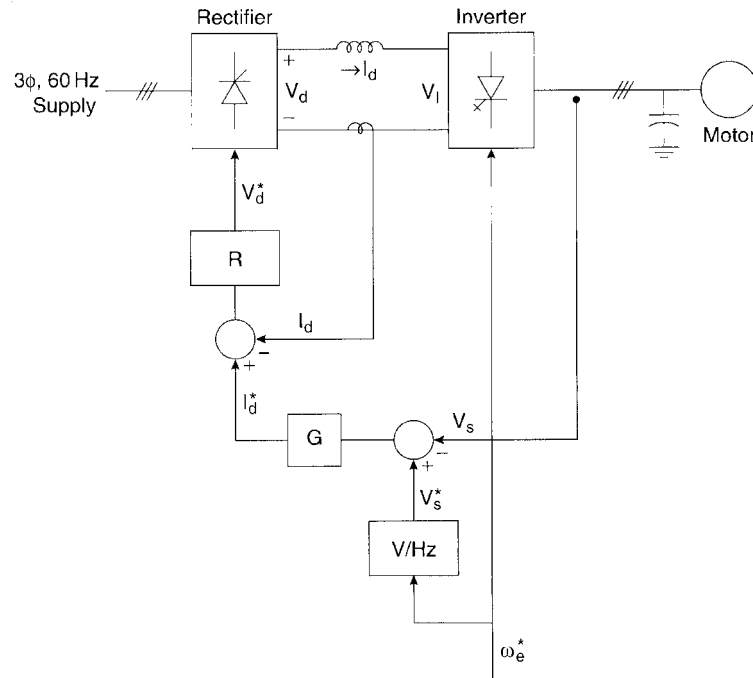 Rectifier
Inverter
3ϕ, 60 Hz
Supply
+
V_d
−
→I_d
V_I
Motor
V_d^*
R
I_d
−
+
I_d^*
G
V_s
−
+
V_s^*
V/Hz
ω_e^*